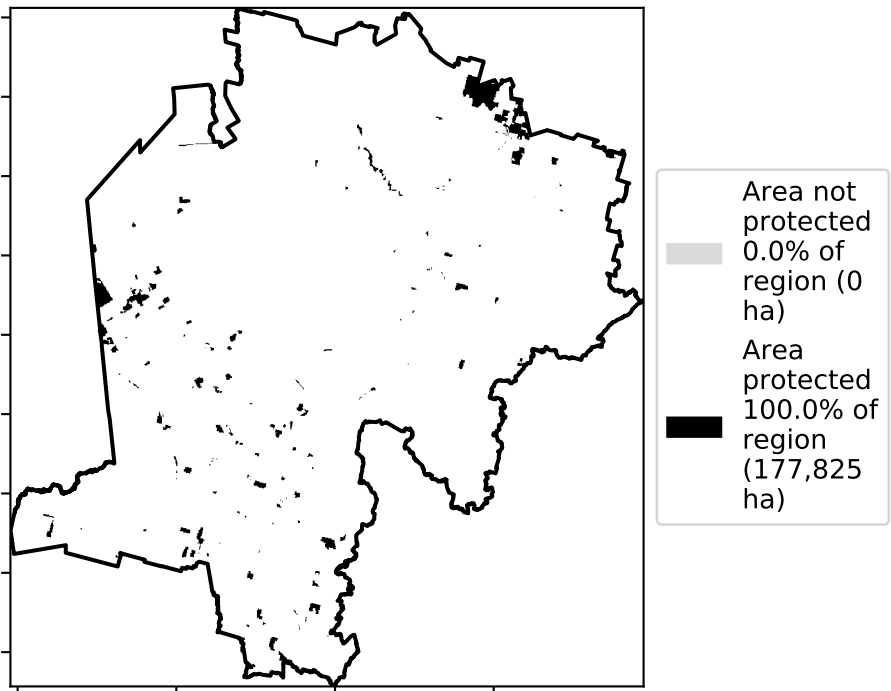 Area not
protected
0.0% of
region (0
ha)
Area
protected
100.0% of
region
(177,825
ha)